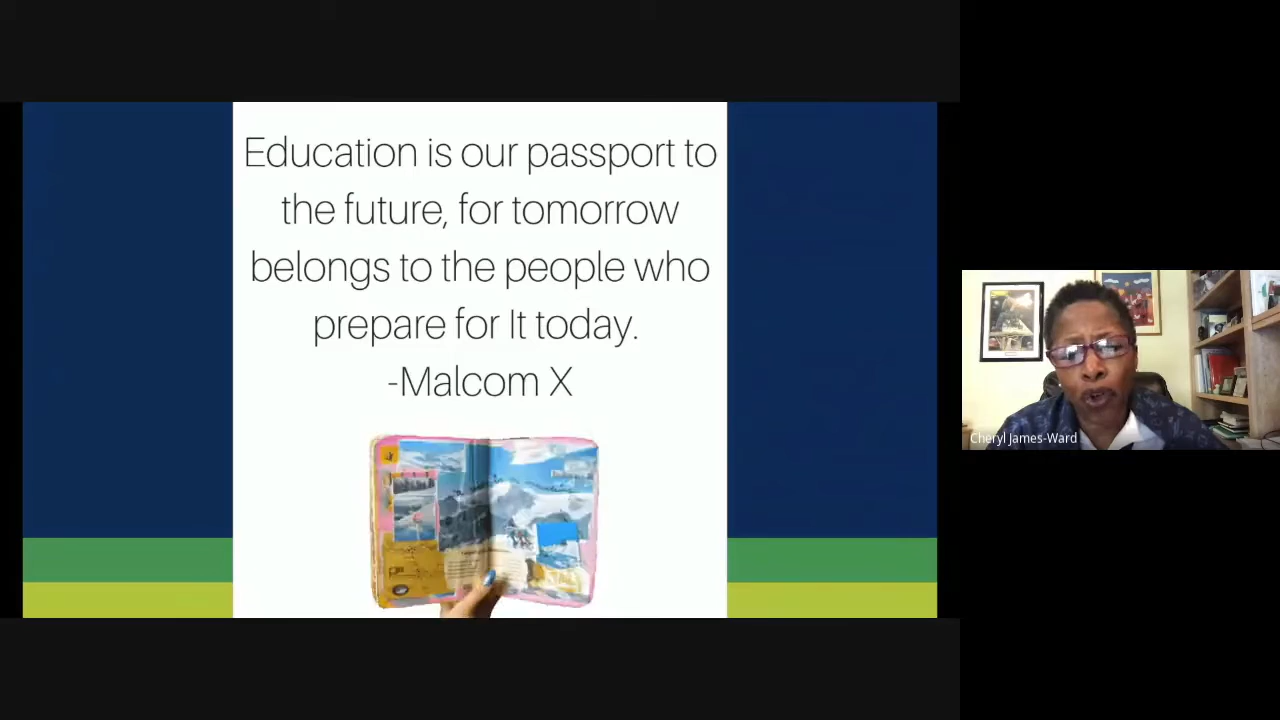 Education is our passport to
the future, for tomorrow
belongs to the people who
prepare for It today.
-Malcom X
Cheryl James-Ward